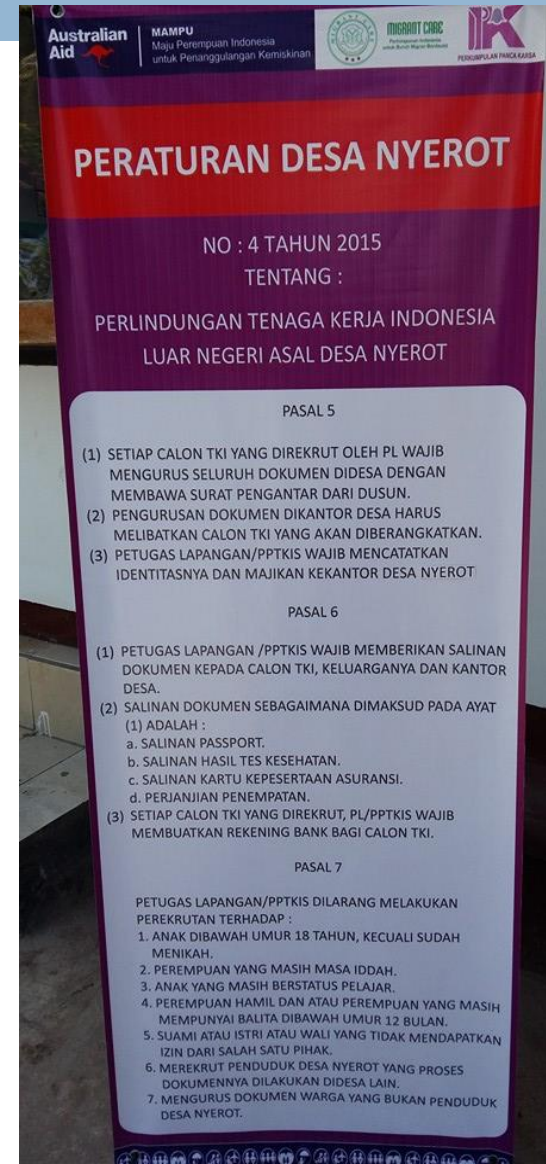 Australian Aid
MAMPU
Maju Perempuan Indonesia
untuk Penanggulangan Kemiskinan
MIGRANT CARE
MIGRANT CARE
PERKUMPULAN PANCA KARSA
PERATURAN DESA NYEROT
NO : 4 TAHUN 2015
TENTANG :
PERLINDUNGAN TENAGA KERJA INDONESIA
LUAR NEGERI ASAL DESA NYEROT
PASAL 5
(1) SETIAP CALON TKI YANG DIREKRUT OLEH PL WAJIB
MENGURUS SELURUH DOKUMEN DIDESA DENGAN
MEMBAWA SURAT PENGANTAR DARI DUSUN.
(2) PENGURUSAN DOKUMEN DIKANTOR DESA HARUS
MELIBATKAN CALON TKI YANG AKAN DIBERANGKATKAN.
(3) PETUGAS LAPANGAN/PPTKIS WAJIB MENCATATKAN
IDENTITASNYA DAN MAJIKAN KEKANTOR DESA NYEROT
PASAL 6
(1) PETUGAS LAPANGAN /PPTKIS WAJIB MEMBERIKAN SALINAN
DOKUMEN KEPADA CALON TKI, KELUARGANYA DAN KANTOR
DESA.
(2) SALINAN DOKUMEN SEBAGAIMANA DIMAKSUD PADA AYAT
(1) ADALAH :
a. SALINAN PASSPORT.
b. SALINAN HASIL TES KESEHATAN.
c. SALINAN KARTU KEPESERTAAN ASURANSI.
d. PERJANJIAN PENEMPATAN.
(3) SETIAP CALON TKI YANG DIREKRUT, PL/PPTKIS WAJIB
MEMBUATKAN REKENING BANK BAGI CALON TKI.
PASAL 7
PETUGAS LAPANGAN/PPTKIS DILARANG MELAKUKAN
PEREKRUTAN TERHADAP :
1. ANAK DIBAWAH UMUR 18 TAHUN, KECUALI SUDAH
MENIKAH.
2. PEREMPUAN YANG MASIH MASA IDDAH.
3. ANAK YANG MASIH BERSTATUS PELAJAR.
4. PEREMPUAN HAMIL DAN ATAU PEREMPUAN YANG MASIH
MEMPUNYAI BALITA DIBAWAH UMUR 12 BULAN.
5. SUAMI ATAU ISTRI ATAU WALI YANG TIDAK MENDAPATKAN
IZIN DARI SALAH SATU PIHAK.
6. MEREKRUT PENDUDUK DESA NYEROT YANG PROSES
DOKUMENNYA DILAKUKAN DIDESA LAIN.
7. MENGURUS DOKUMEN WARGA YANG BUKAN PENDUDUK
DESA NYEROT.